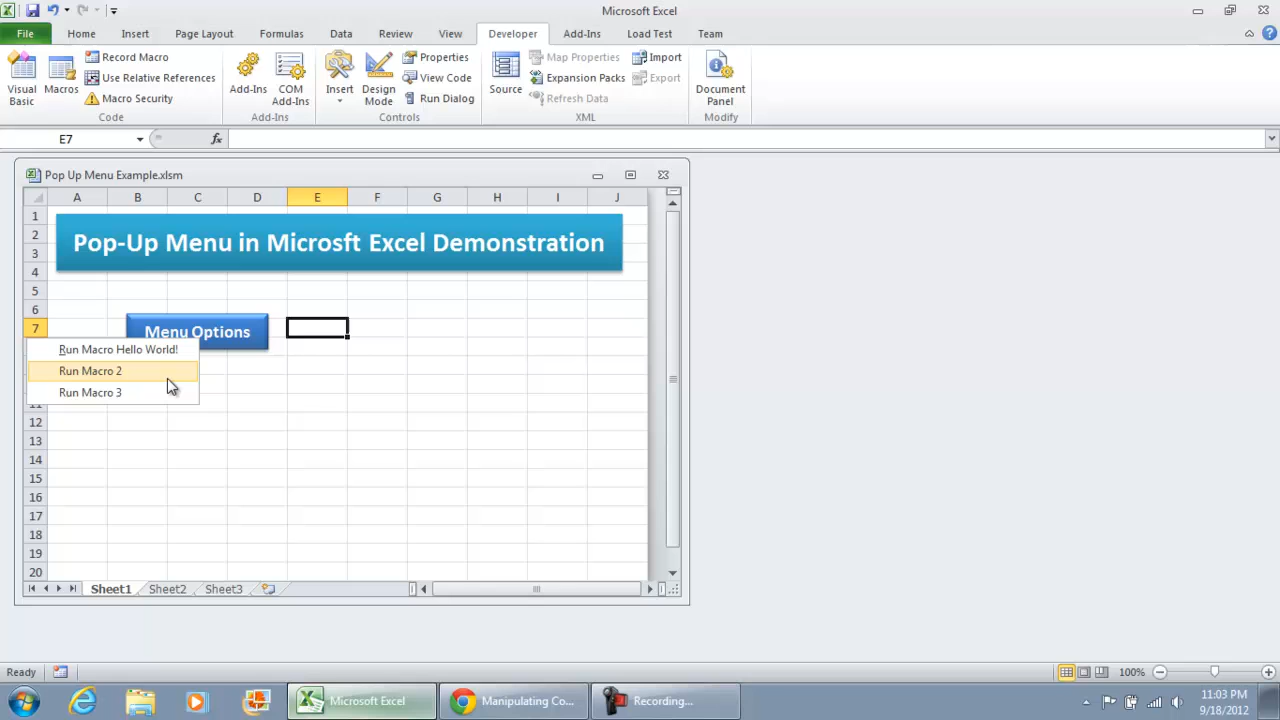 Microsoft Excel
File Home Insert Page Layout Formulas Data Review View Developer Add-Ins Load Test Team
Visual Basic
Macros
Record Macro
Use Relative References
Macro Security
Code
Add-Ins
COM Add-Ins
Add-Ins
Insert
Design Mode
Properties
View Code
Run Dialog
Controls
Source
Map Properties
Expansion Packs
Refresh Data
Import
Export
XML
Document Panel
Modify
E7
fx
Pop Up Menu Example.xlsm
A B C D E F G H I J
1
2
3
4
5
6
7
11
12
13
14
15
16
17
18
19
20
Pop-Up Menu in Microsft Excel Demonstration
Menu Options
Run Macro Hello World!
Run Macro 2
Run Macro 3
Sheet1 Sheet2 Sheet3
Ready
100%
Microsoft Excel
Manipulating Co...
Recording...
11:03 PM
9/18/2012